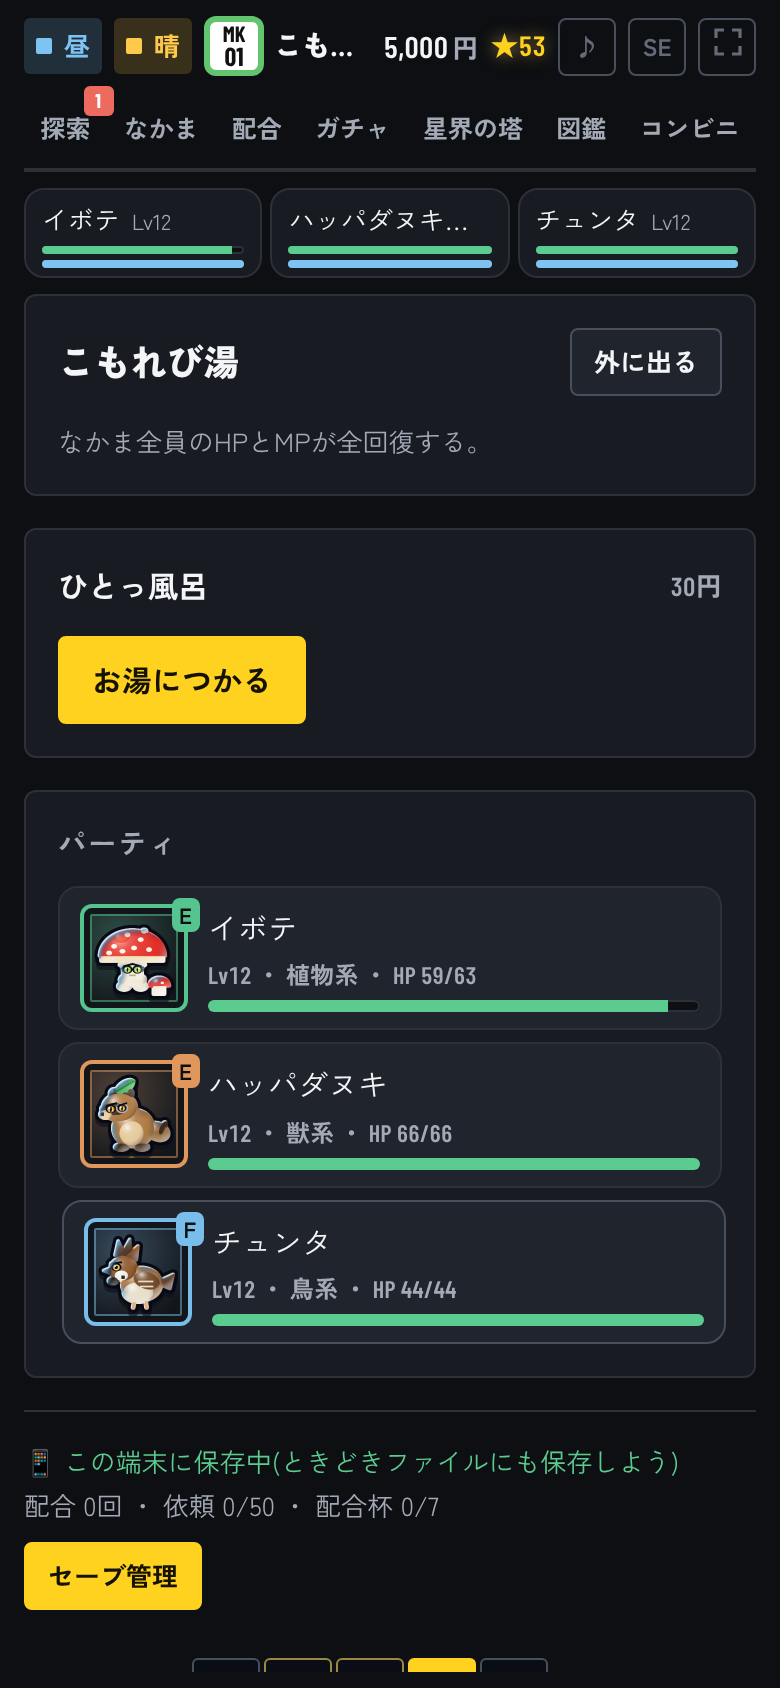 昼 晴 MK 01 こも… 5,000円 ★53 ♪ SE
1
探索 なかま 配合 ガチャ 星界の塔 図鑑 コンビニ
イボテ Lv12 ハッパダヌキ… チュンタ Lv12
こもれび湯 外に出る
なかま全員のHPとMPが全回復する。
ひとっ風呂 30円
お湯につかる
パーティ
E イボテ
Lv12 ・ 植物系 ・ HP 59/63
E ハッパダヌキ
Lv12 ・ 獣系 ・ HP 66/66
F チュンタ
Lv12 ・ 鳥系 ・ HP 44/44
この端末に保存中(ときどきファイルにも保存しよう)
配合 0回 ・ 依頼 0/50 ・ 配合杯 0/7
セーブ管理